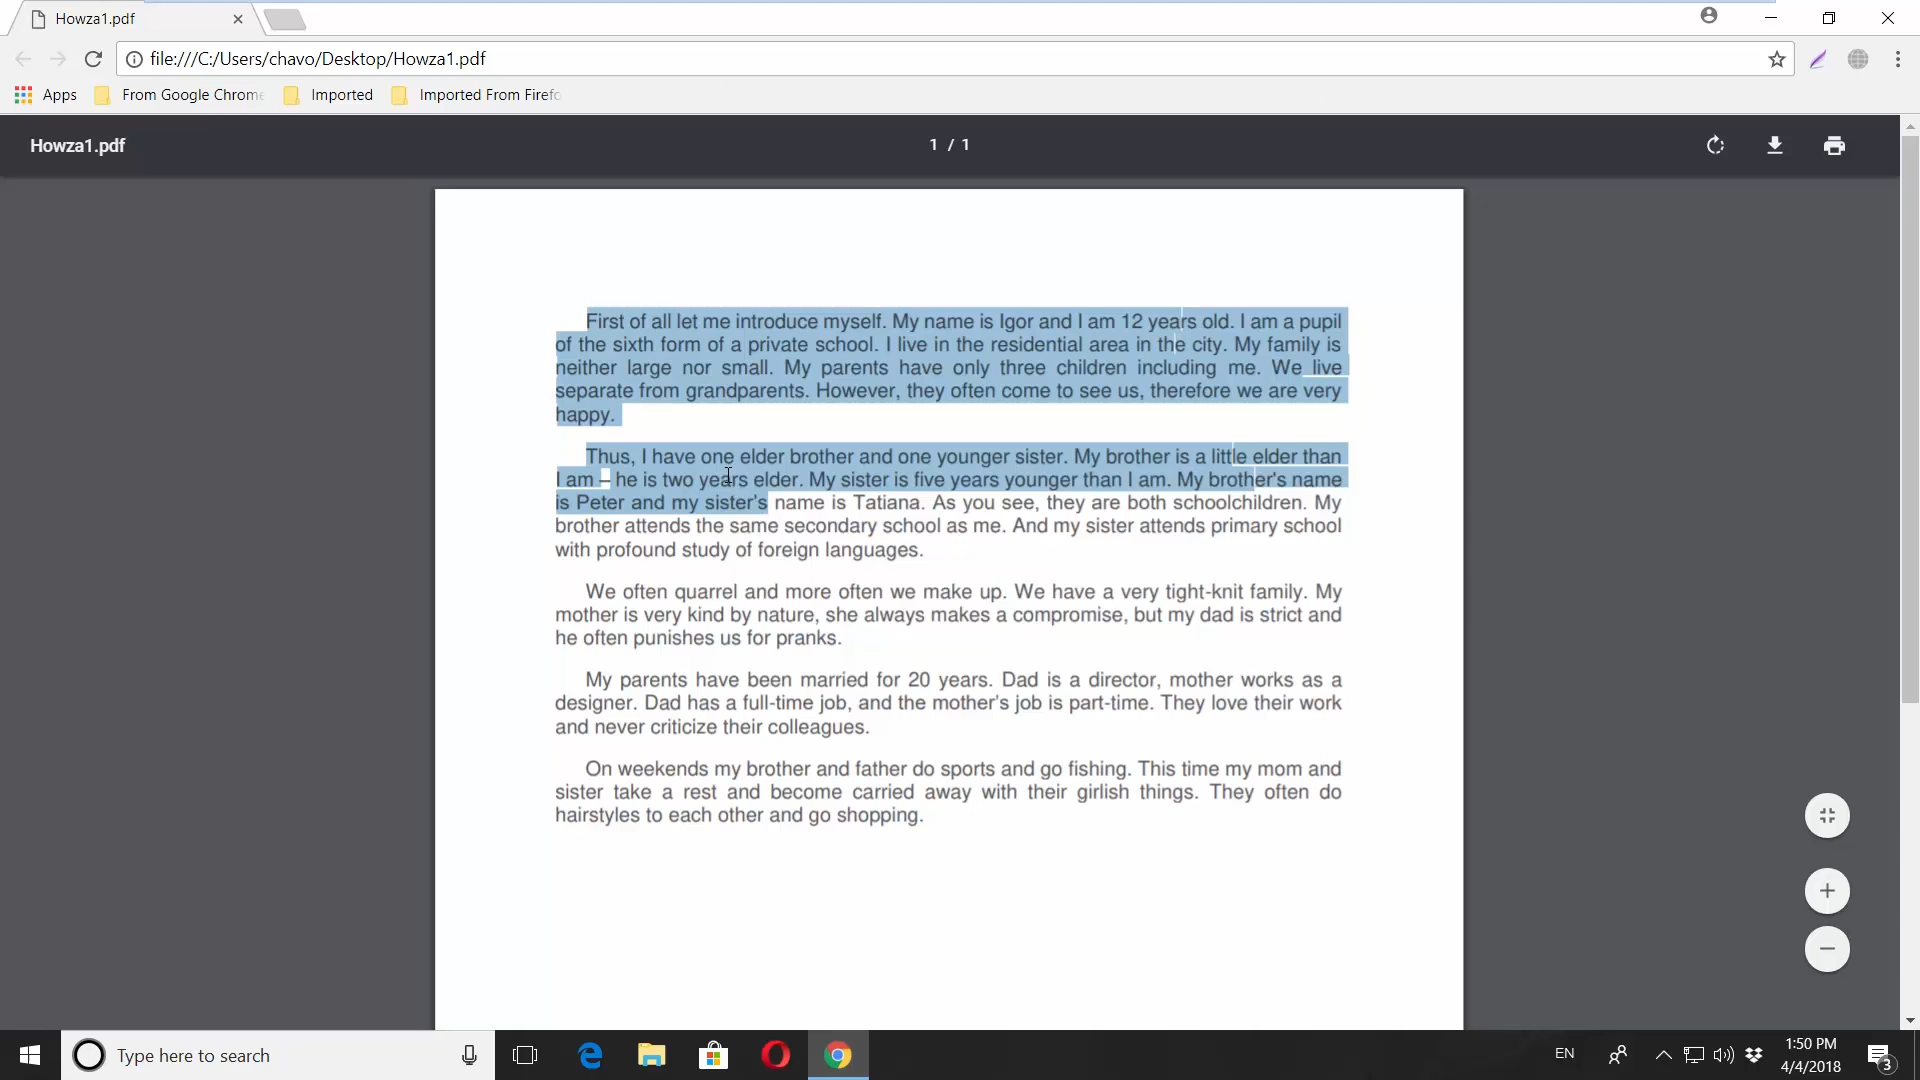 Howza1.pdf
file:///C:/Users/chavo/Desktop/Howza1.pdf
Apps From Google Chrome Imported Imported From Firefo
Howza1.pdf 1 / 1
First of all let me introduce myself. My name is Igor and I am 12 years old. I am a pupil
of the sixth form of a private school. I live in the residential area in the city. My family is
neither large nor small. My parents have only three children including me. We live
separate from grandparents. However, they often come to see us, therefore we are very
happy.
Thus, I have one elder brother and one younger sister. My brother is a little elder than
I am – he is two years elder. My sister is five years younger than I am. My brother's name
is Peter and my sister's name is Tatiana. As you see, they are both schoolchildren. My
brother attends the same secondary school as me. And my sister attends primary school
with profound study of foreign languages.
We often quarrel and more often we make up. We have a very tight-knit family. My
mother is very kind by nature, she always makes a compromise, but my dad is strict and
he often punishes us for pranks.
My parents have been married for 20 years. Dad is a director, mother works as a
designer. Dad has a full-time job, and the mother's job is part-time. They love their work
and never criticize their colleagues.
On weekends my brother and father do sports and go fishing. This time my mom and
sister take a rest and become carried away with their girlish things. They often do
hairstyles to each other and go shopping.
Type here to search
EN
1:50 PM
4/4/2018
3